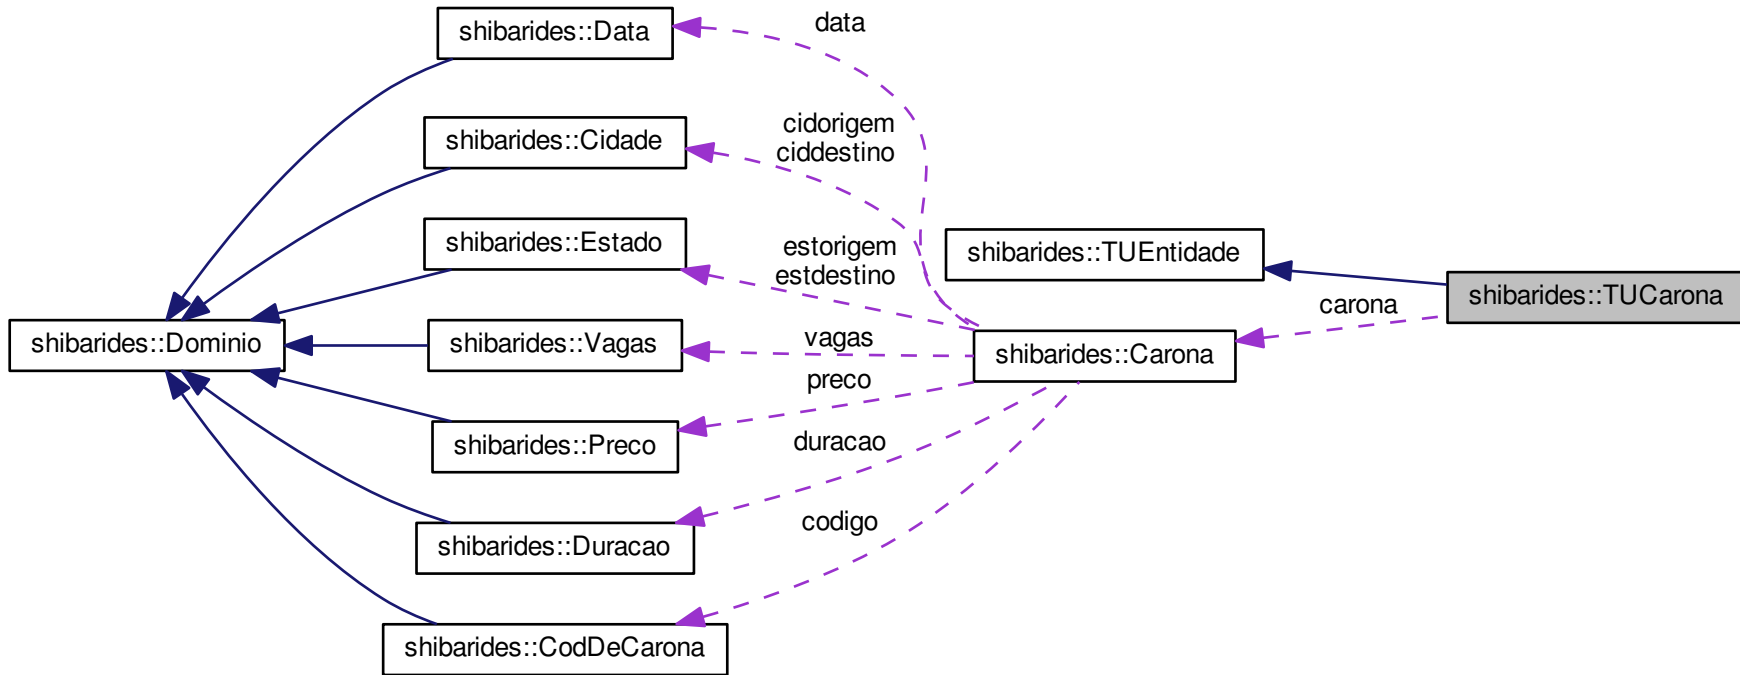 shibarides::Data
data
shibarides::Cidade
cidorigem
ciddestino
shibarides::Estado
estorigem
estdestino
shibarides::TUEntidade
shibarides::TUCarona
carona
shibarides::Dominio
shibarides::Vagas
vagas
shibarides::Carona
preco
shibarides::Preco
duracao
shibarides::Duracao
codigo
shibarides::CodDeCarona